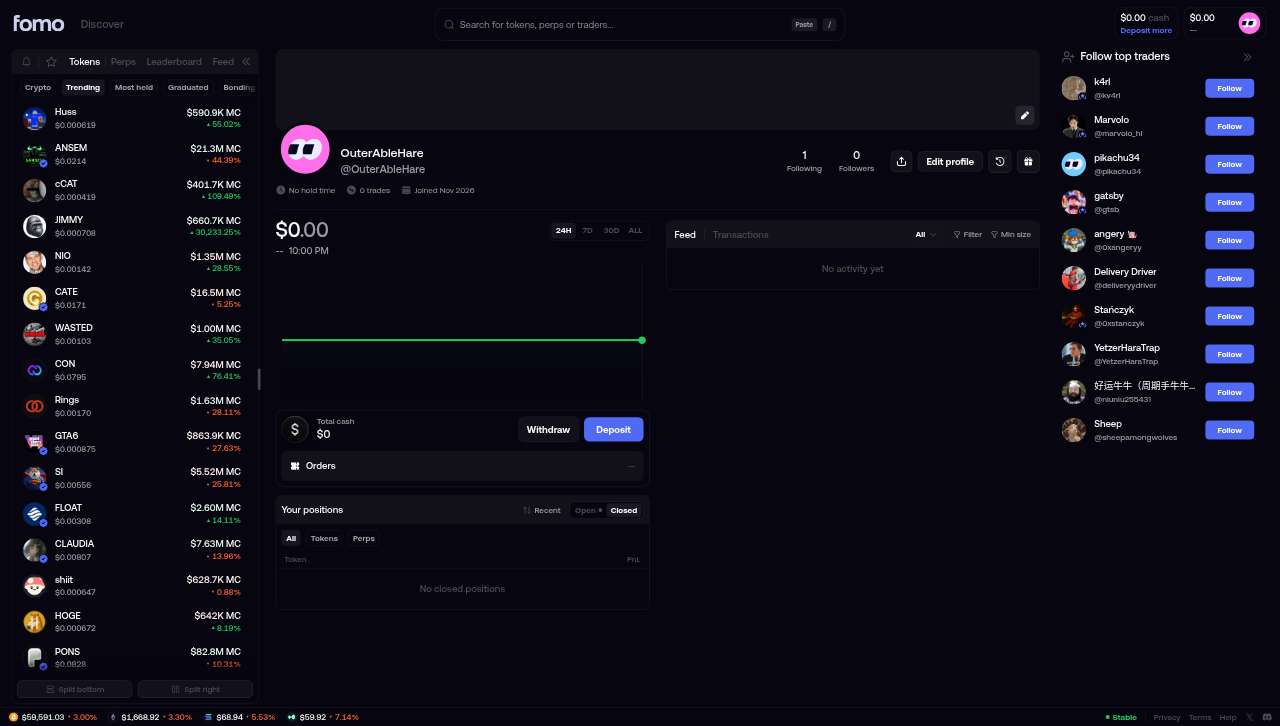 fomo Discover
Search for tokens, perps or traders... Paste /
$0.00 cash
Deposit more
$0.00
—
Tokens Perps Leaderboard Feed
Crypto Trending Most held Graduated Bonding
Huss $590.9K MC
$0.000619 55.02%
ANSEM $21.3M MC
$0.0214 44.39%
cCAT $401.7K MC
$0.000419 109.49%
JIMMY $660.7K MC
$0.000708 30,233.25%
NIO $1.35M MC
$0.00142 28.55%
CATE $16.5M MC
$0.0171 5.25%
WASTED $1.00M MC
$0.00103 35.05%
CON $7.94M MC
$0.0795 76.41%
Rings $1.63M MC
$0.00170 28.11%
GTA6 $863.9K MC
$0.000875 27.63%
SI $5.52M MC
$0.00556 25.81%
FLOAT $2.60M MC
$0.00308 14.11%
CLAUDIA $7.63M MC
$0.00807 13.96%
shiit $628.7K MC
$0.000647 0.88%
HOGE $642K MC
$0.000672 8.19%
PONS $82.8M MC
$0.0828 10.31%
Split bottom Split right
OuterAbleHare
@OuterAbleHare
1 Following
0 Followers
Edit profile
No hold time 0 trades Joined Nov 2026
$0.00
-- 10:00 PM
24H 7D 30D ALL
Total cash
$0
Withdraw Deposit
Orders —
Your positions Recent Open Closed
All Tokens Perps
Token PnL
No closed positions
Feed Transactions All Filter Min size
No activity yet
Follow top traders
k4rl
@kv4rl
Follow
Marvolo
@marvolo_hl
Follow
pikachu34
@pikachu34
Follow
gatsby
@gtsb
Follow
angery
@0xangeryy
Follow
Delivery Driver
@deliveryydriver
Follow
Stańczyk
@0xstanczyk
Follow
YetzerHaraTrap
@YetzerHaraTrap
Follow
好运牛牛（周期手牛牛...
@niuniu255431
Follow
Sheep
@sheepamongwolves
Follow
$59,591.03 3.00% $1,668.92 3.30% $68.94 5.53% $59.92 7.14%
Stable Privacy Terms Help